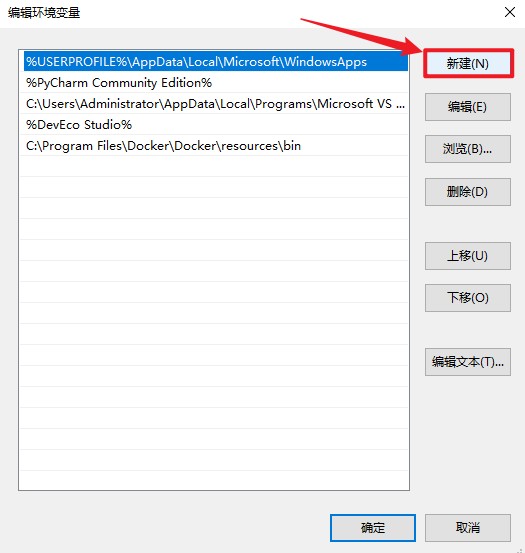 编辑环境变量
%USERPROFILE%\AppData\Local\Microsoft\WindowsApps
%PyCharm Community Edition%
C:\Users\Administrator\AppData\Local\Programs\Microsoft VS ...
%DevEco Studio%
C:\Program Files\Docker\Docker\resources\bin
新建(N)
编辑(E)
浏览(B)...
删除(D)
上移(U)
下移(O)
编辑文本(T)...
确定
取消